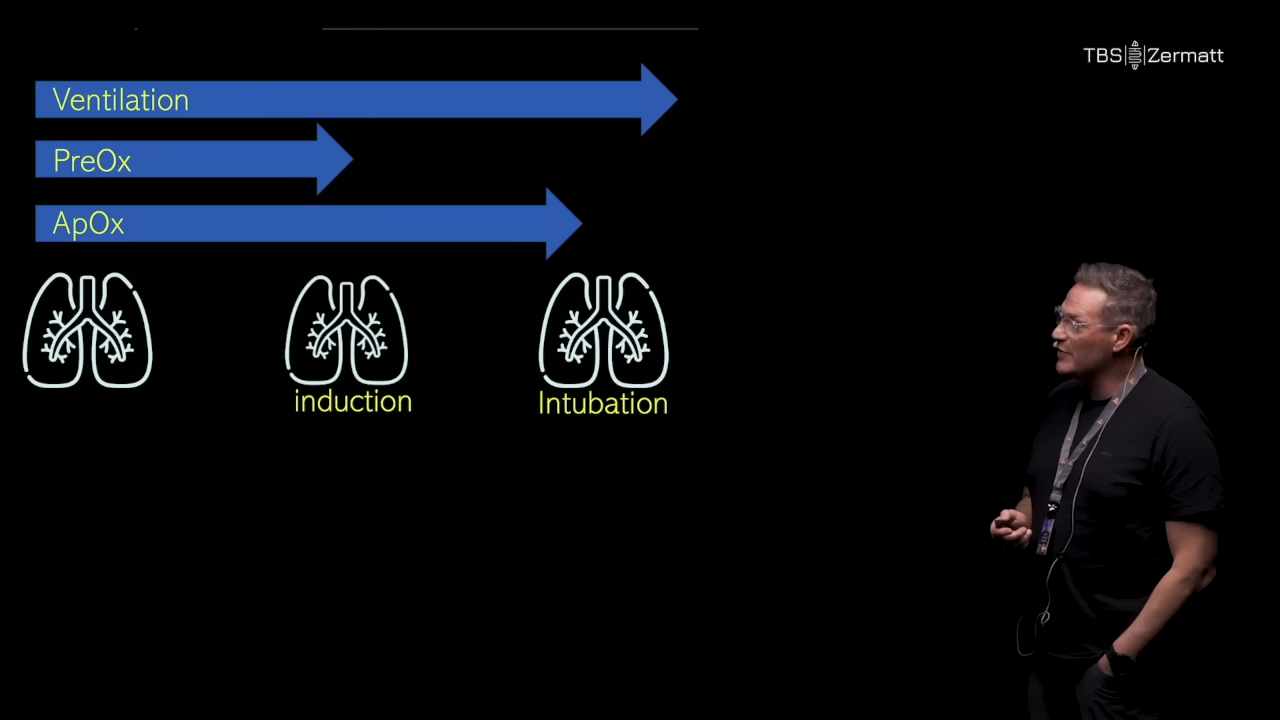 TBS Zermatt
Ventilation
PreOx
ApOx
induction
Intubation